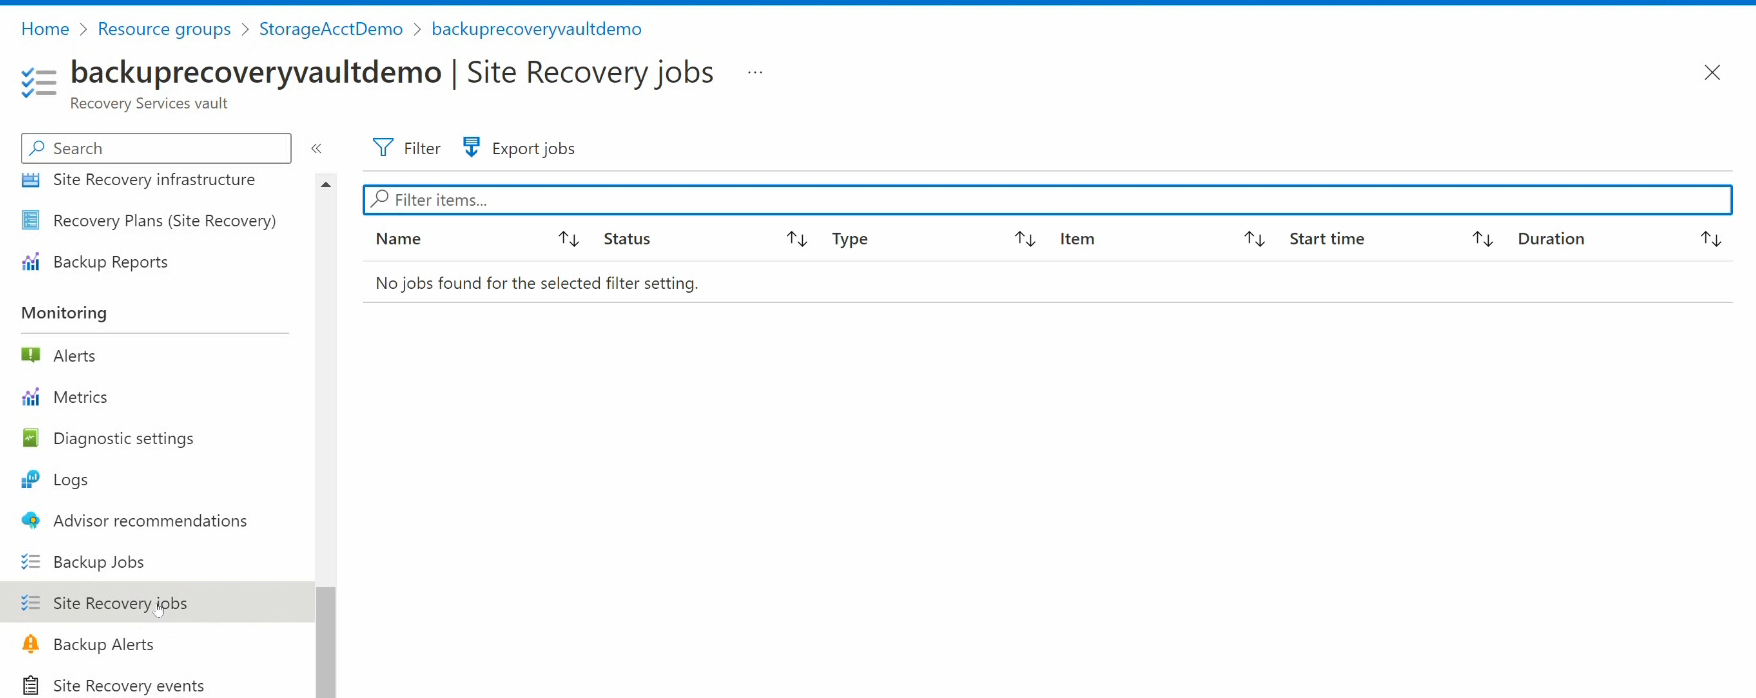 Home > Resource groups > StorageAcctDemo > backuprecoveryvaultdemo
backuprecoveryvaultdemo | Site Recovery jobs ...
Recovery Services vault
Search «
Filter Export jobs
Site Recovery infrastructure
Filter items...
Recovery Plans (Site Recovery)
Name Status Type Item Start time Duration
Backup Reports
No jobs found for the selected filter setting.
Monitoring
Alerts
Metrics
Diagnostic settings
Logs
Advisor recommendations
Backup Jobs
Site Recovery jobs
Backup Alerts
Site Recovery events